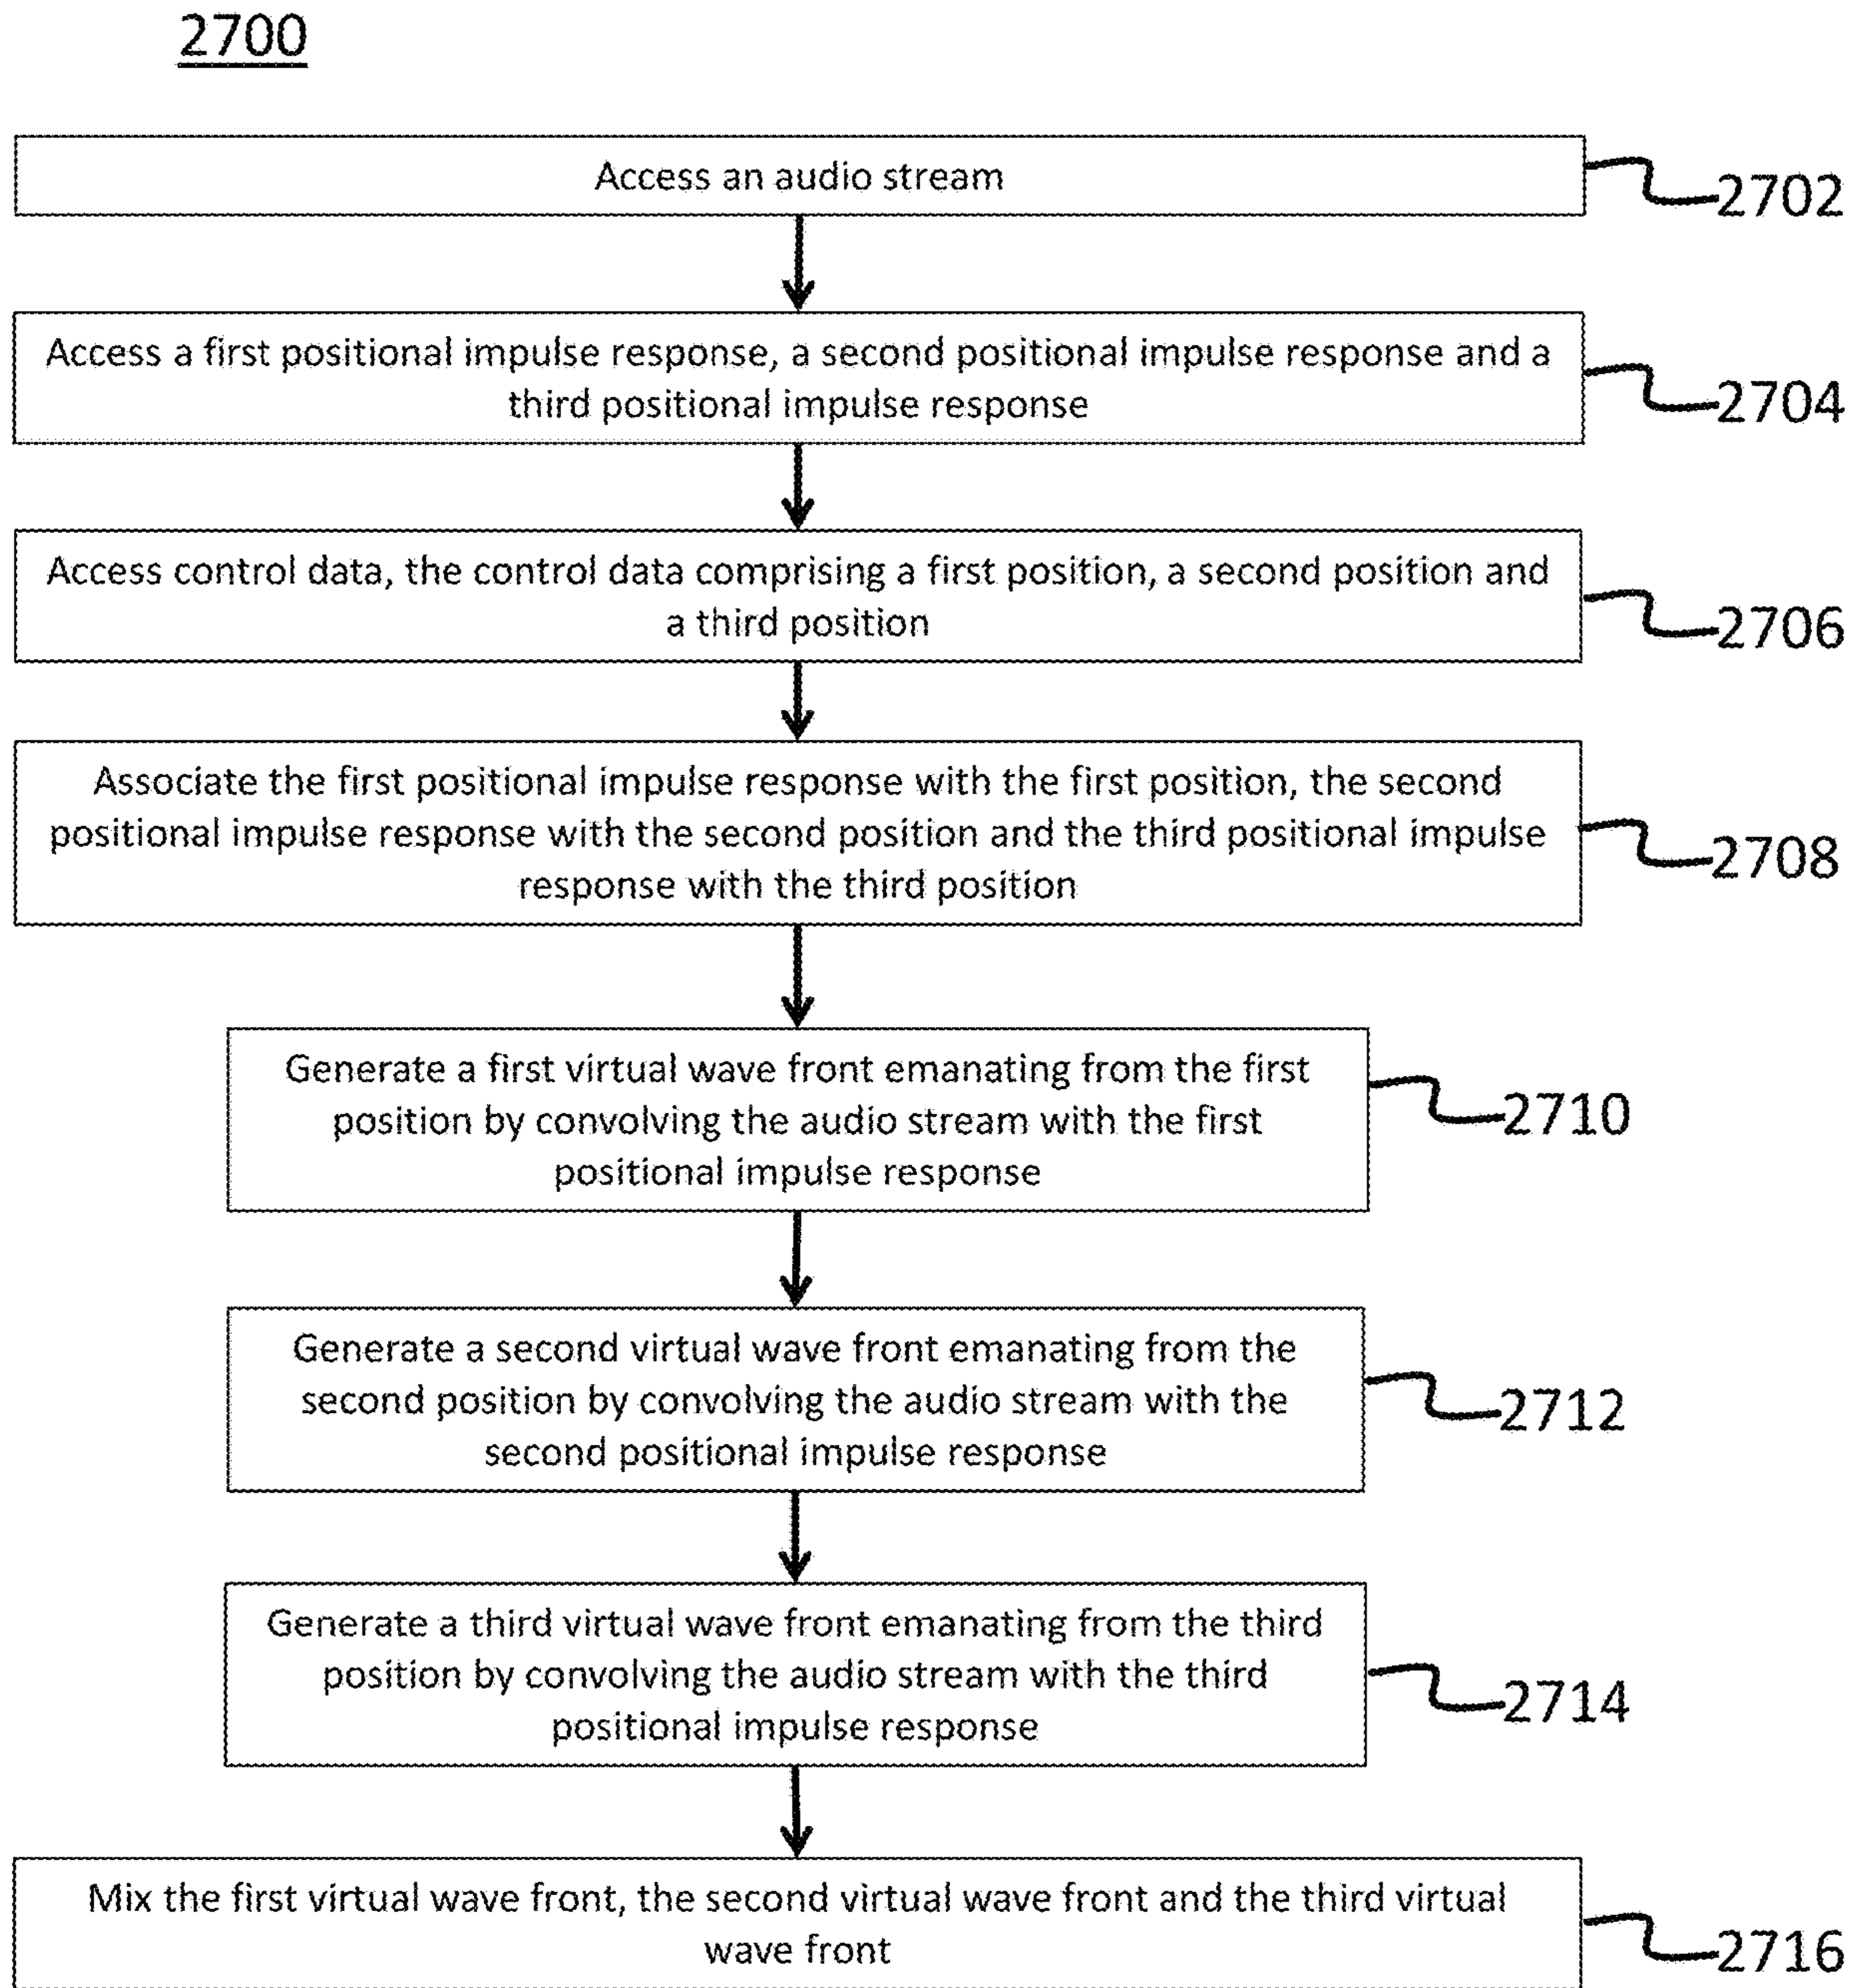 2700
Access an audio stream
2702
Access a first positional impulse response, a second positional impulse response and a
third positional impulse response
2704
Access control data, the control data comprising a first position, a second position and
a third position
2706
Associate the first positional impulse response with the first position, the second
positional impulse response with the second position and the third positional impulse
response with the third position
2708
Generate a first virtual wave front emanating from the first
position by convolving the audio stream with the first
positional impulse response
2710
Generate a second virtual wave front emanating from the
second position by convolving the audio stream with the
second positional impulse response
2712
Generate a third virtual wave front emanating from the third
position by convolving the audio stream with the third
positional impulse response
2714
Mix the first virtual wave front, the second virtual wave front and the third virtual
wave front
2716